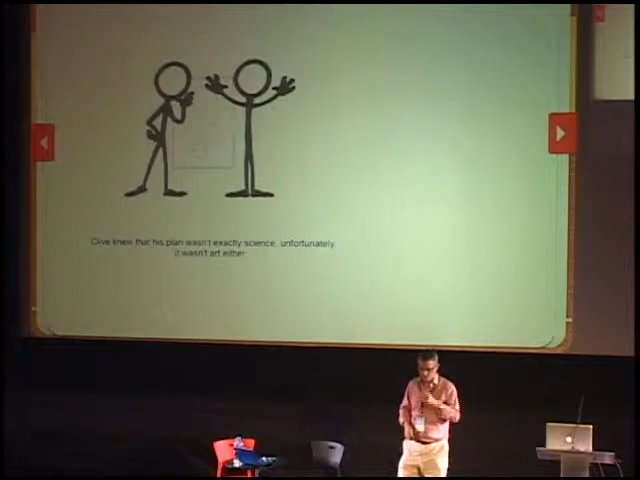 Clive knew that his plan wasn't exactly science, unfortunately
it wasn't art either